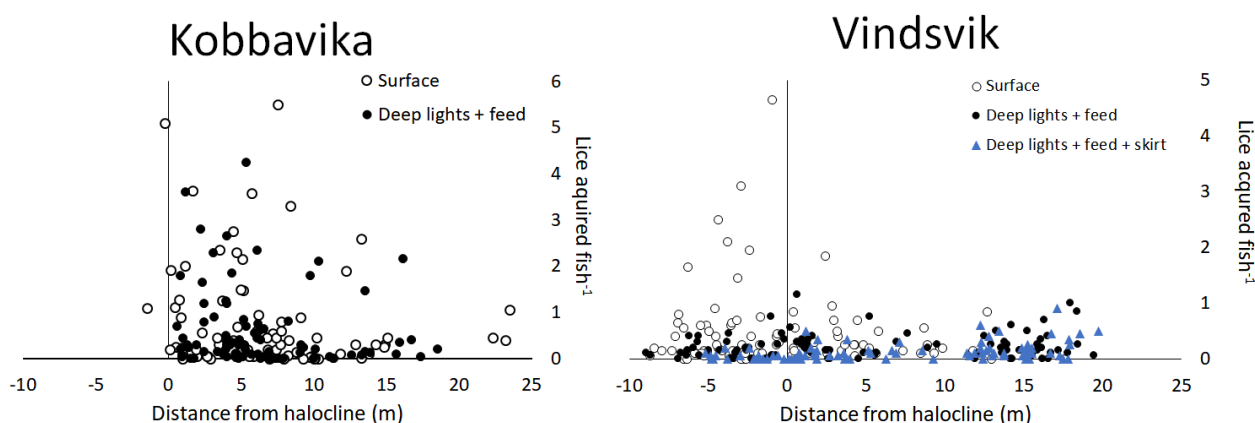 Kobbavika
Surface
Deep lights + feed
6
5
4
3
2
1
0
Lice aquired fish-1
-10 -5 0 5 10 15 20 25
Distance from halocline (m)
Vindsvik
Surface
Deep lights + feed
Deep lights + feed + skirt
5
4
3
2
1
0
Lice acqured fish-1
-10 -5 0 5 10 15 20 25
Distance from halocline (m)